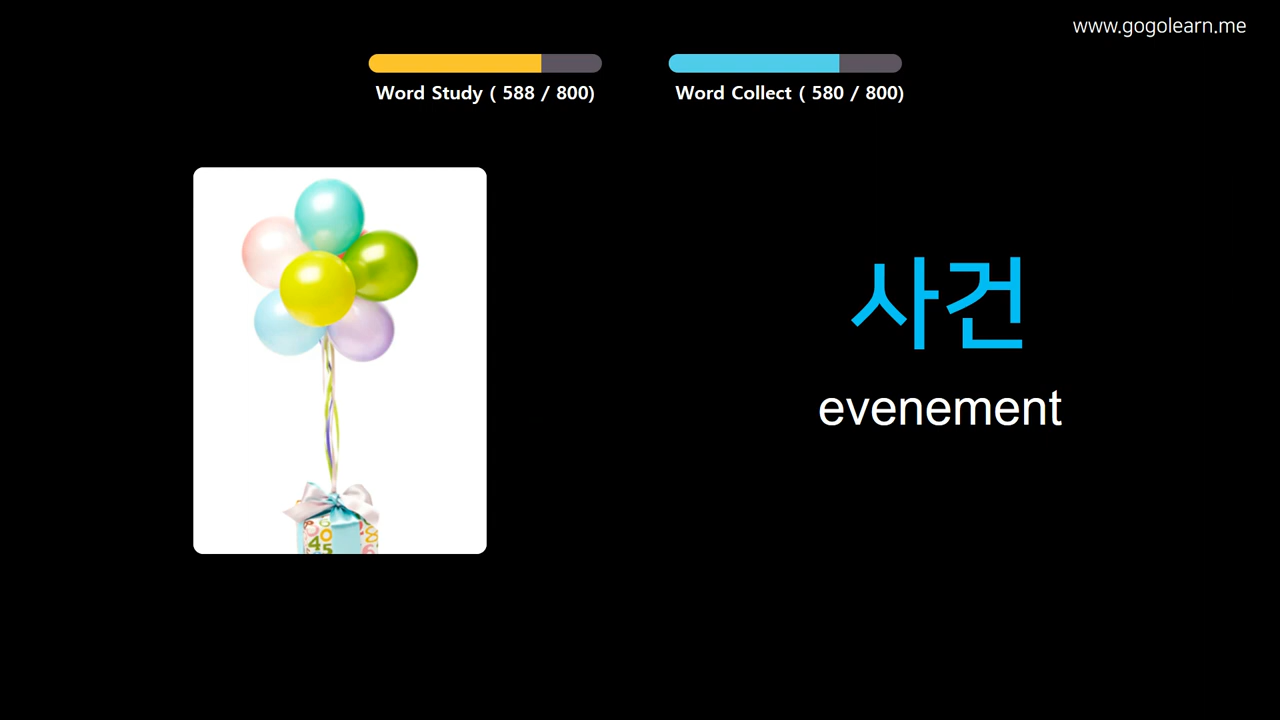 www.gogolearn.me
Word Study ( 588 / 800)
Word Collect ( 580 / 800)
사건
evenement